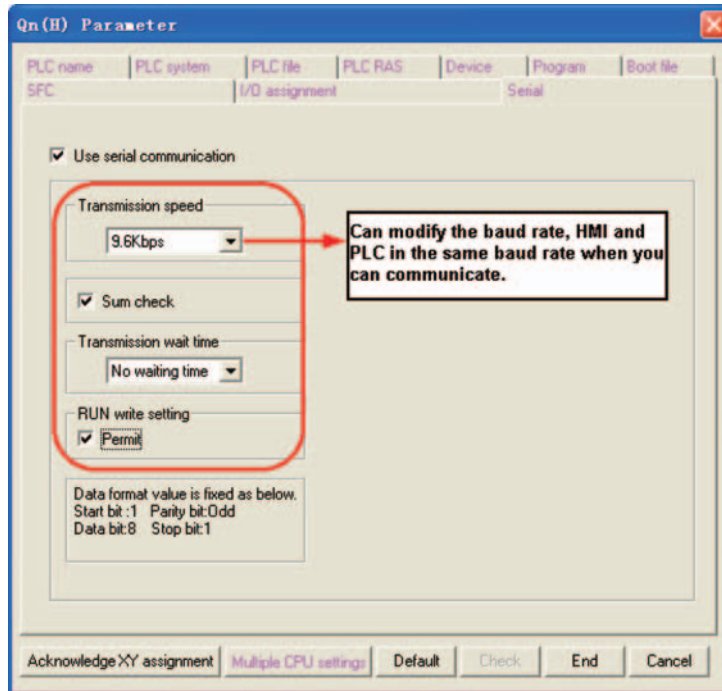 Qn(H) Parameter
PLC name PLC system PLC file PLC RAS Device Program Boot file
SFC I/O assignment Serial
Use serial communication
Transmission speed
9.6Kbps
Can modify the baud rate, HMI and
PLC in the same baud rate when you
can communicate.
Sum check
Transmission wait time
No waiting time
RUN write setting
Permit
Data format value is fixed as below.
Start bit :1 Parity bit:Odd
Data bit:8 Stop bit:1
Acknowledge XY assignment Multiple CPU settings Default Check End Cancel